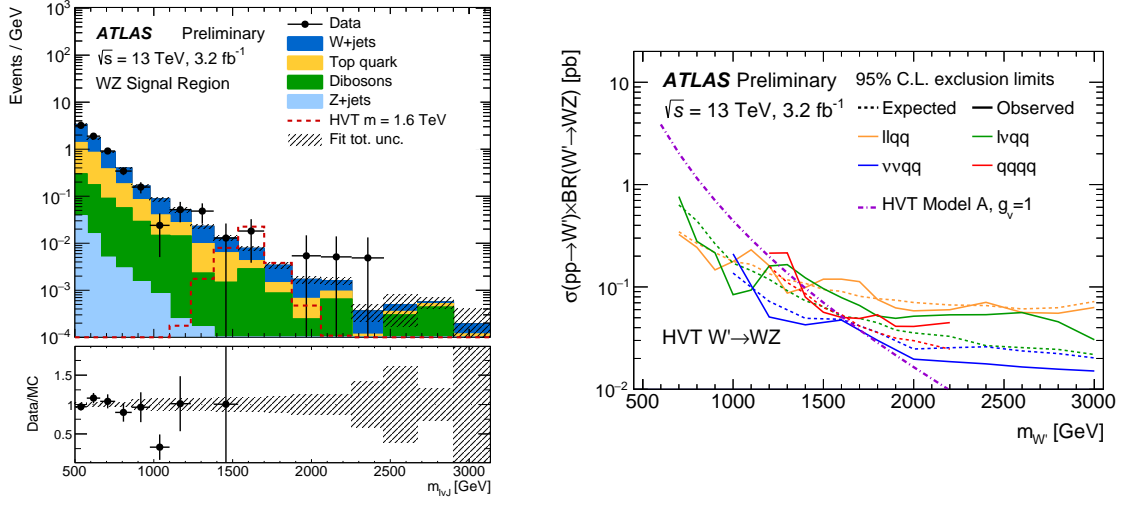 Events / GeV
10³
10²
10
1
10⁻¹
10⁻²
10⁻³
10⁻⁴
ATLAS Preliminary
√s = 13 TeV, 3.2 fb⁻¹
WZ Signal Region
Data
W+jets
Top quark
Dibosons
Z+jets
HVT m = 1.6 TeV
Fit tot. unc.
Data/MC
1.5
1
0.5
500 1000 1500 2000 2500 3000
m_lvJ [GeV]
σ(pp→W')×BR(W'→WZ) [pb]
10
1
10⁻¹
10⁻²
ATLAS Preliminary
√s = 13 TeV, 3.2 fb⁻¹
95% C.L. exclusion limits
Expected Observed
llqq lvqq
ννqq qqqq
HVT Model A, g_v=1
HVT W'→WZ
500 1000 1500 2000 2500 3000
m_W' [GeV]